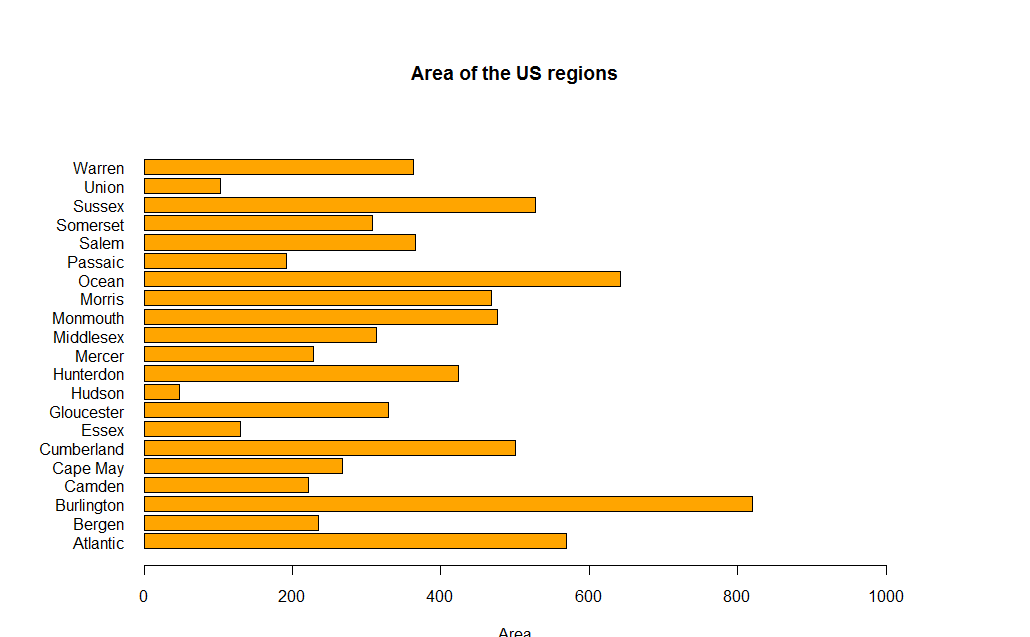 Area of the US regions
Warren
Union
Sussex
Somerset
Salem
Passaic
Ocean
Morris
Monmouth
Middlesex
Mercer
Hunterdon
Hudson
Gloucester
Essex
Cumberland
Cape May
Camden
Burlington
Bergen
Atlantic
0 200 400 600 800 1000
Area